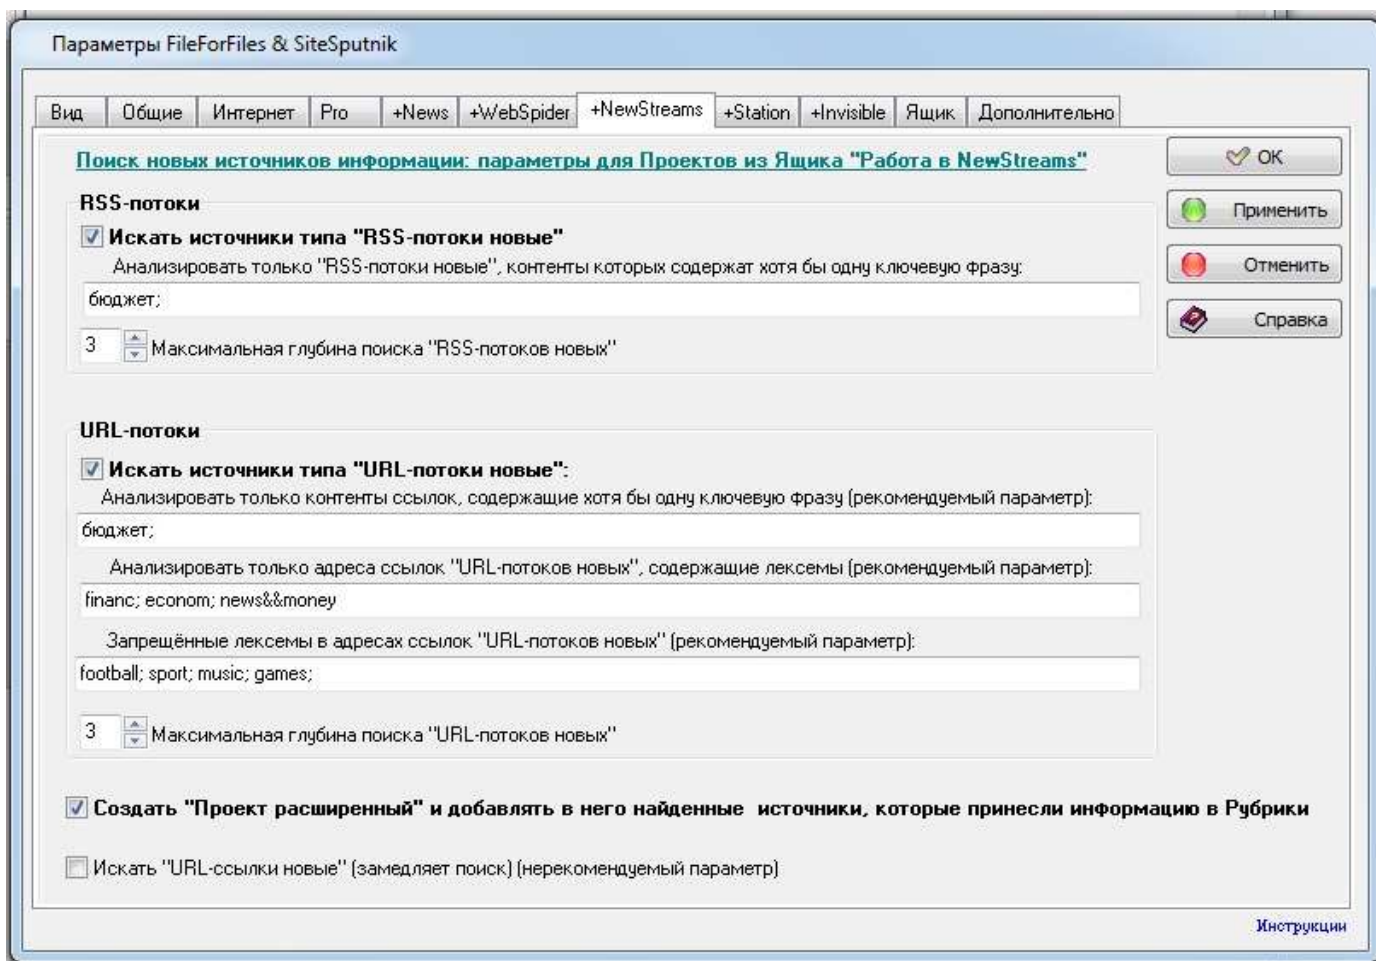 Параметры FileForFiles & SiteSputnik
Вид Общие Интернет Pro +News +WebSpider +NewStreams +Station +Invisible Ящик Дополнительно
Поиск новых источников информации: параметры для Проектов из Ящика "Работа в NewStreams"
OK
Применить
Отменить
Справка
RSS-потоки
Искать источники типа "RSS-потоки новые"
Анализировать только "RSS-потоки новые", контенты которых содержат хотя бы одну ключевую фразу:
бюджет;
3 Максимальная глубина поиска "RSS-потоков новых"
URL-потоки
Искать источники типа "URL-потоки новые":
Анализировать только контенты ссылок, содержащие хотя бы одну ключевую фразу (рекомендуемый параметр):
бюджет;
Анализировать только адреса ссылок "URL-потоков новых", содержащие лексемы (рекомендуемый параметр):
financ; econom; news&&money
Запрещённые лексемы в адресах ссылок "URL-потоков новых" (рекомендуемый параметр):
football; sport; music; games;
3 Максимальная глубина поиска "URL-потоков новых"
Создать "Проект расширенный" и добавлять в него найденные источники, которые принесли информацию в Рубрики
Искать "URL-ссылки новые" (замедляет поиск) (нерекомендуемый параметр)
Инструкции